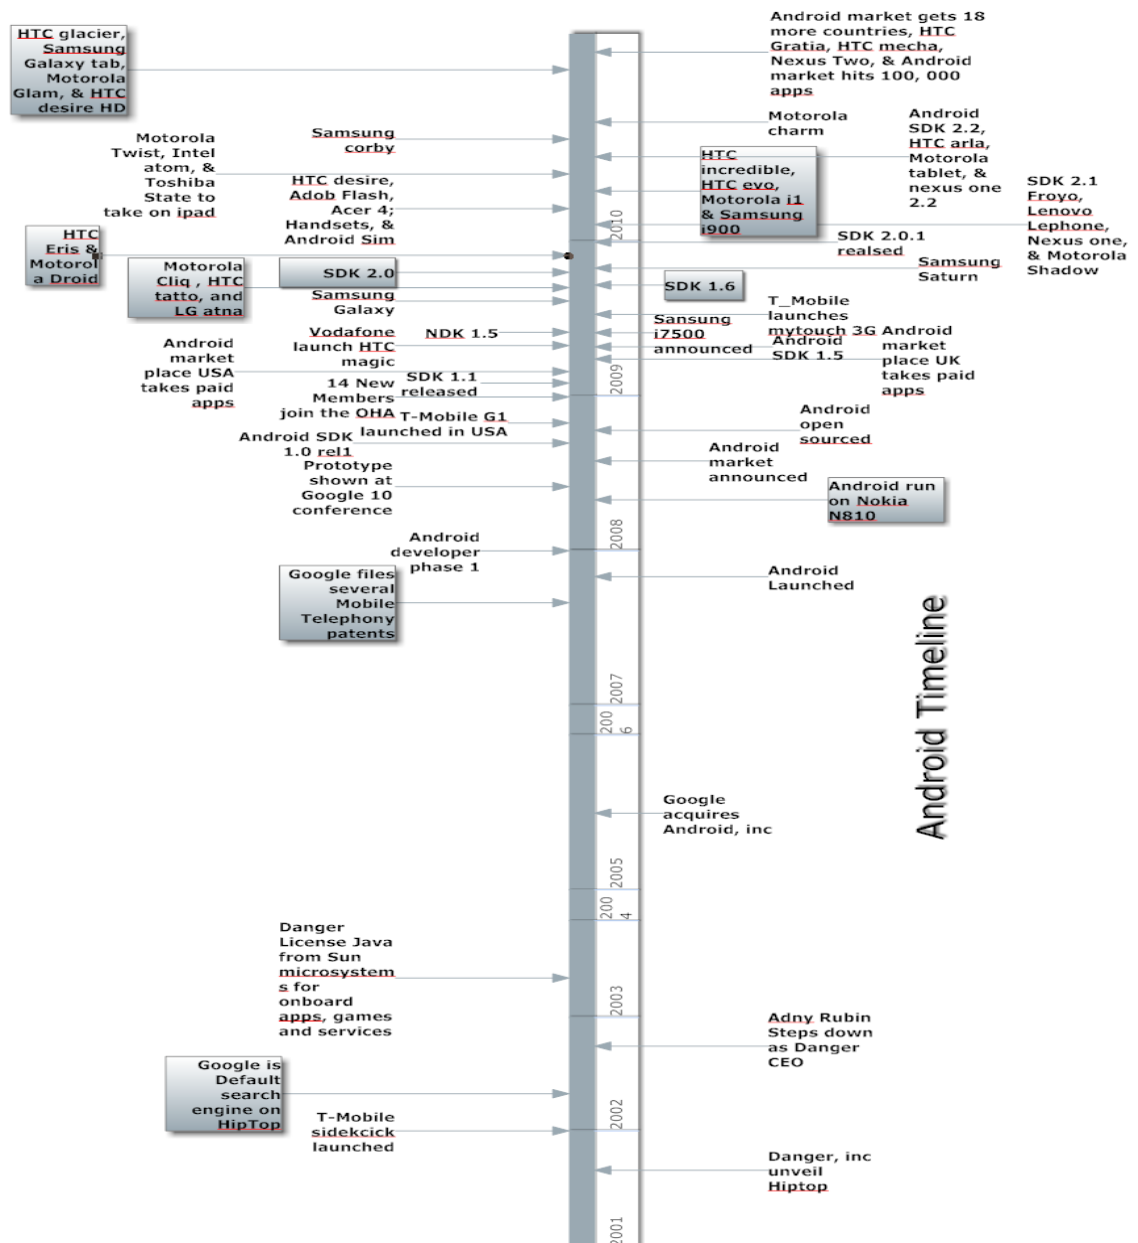 HTC glacier,
Samsung
Galaxy tab,
Motorola
Glam, & HTC
desire HD
Android market gets 18
more countries, HTC
Gratia, HTC mecha,
Nexus Two, & Android
market hits 100, 000
apps
Motorola
charm
Samsung
corby
Motorola
Twist, Intel
atom, &
Toshiba
State to
take on ipad
Android
SDK 2.2,
HTC arla,
Motorola
tablet, &
nexus one
2.2
HTC
incredible,
HTC evo,
Motorola i1
& Samsung
i900
HTC desire,
Adob Flash,
Acer 4;
Handsets, &
Android Sim
SDK 2.1
Froyo,
Lenovo
Lephone,
Nexus one,
& Motorola
Shadow
2010
SDK 2.0.1
realsed
HTC
Eris &
Motorol
a Droid
Samsung
Saturn
SDK 2.0
Motorola
Cliq , HTC
tatto, and
LG atna
SDK 1.6
Samsung
Galaxy
T_Mobile
launches
mytouch 3G
Sansung
i7500
announced
NDK 1.5
Vodafone
launch HTC
magic
Android
SDK 1.5
Android
market
place UK
takes paid
apps
Android
market
place USA
takes paid
apps
SDK 1.1
released
14 New
Members
join the OHA
2009
T-Mobile G1
launched in USA
Android
open
sourced
Android SDK
1.0 rel1
Android
market
announced
Prototype
shown at
Google 10
conference
Android run
on Nokia
N810
2008
Android
developer
phase 1
Android
Launched
Google files
several
Mobile
Telephony
patents
Android Timeline
2007
200
6
Google
acquires
Android, inc
2005
200
4
Danger
License Java
from Sun
microsystem
s for
onboard
apps, games
and services
2003
Adny Rubin
Steps down
as Danger
CEO
Google is
Default
search
engine on
HipTop
2002
T-Mobile
sidekcick
launched
Danger, inc
unveil
Hiptop
2001